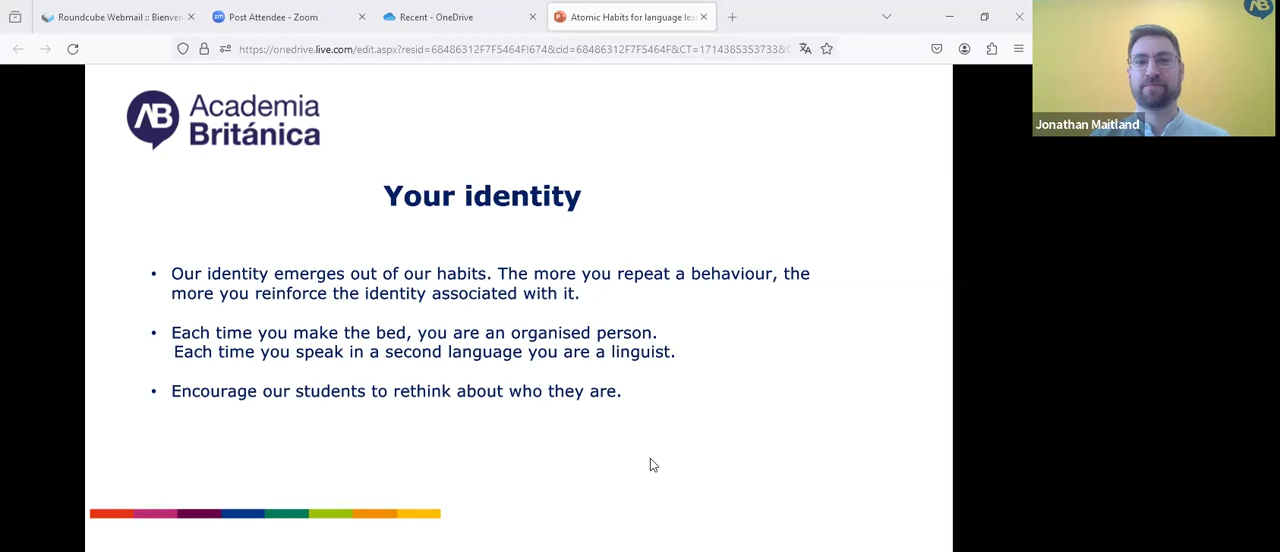 Roundcube Webmail :: Bienven
Post Attendee - Zoom
Recent - OneDrive
Atomic Habits for language lea
https://onedrive.live.com/edit.aspx?resid=68486312F7F5464F!674&cid=68486312F7F5464F&CT=1714385353733&
AB
Jonathan Maitland
AB Academia
Británica
Your identity
• Our identity emerges out of our habits. The more you repeat a behaviour, the
more you reinforce the identity associated with it.
• Each time you make the bed, you are an organised person.
Each time you speak in a second language you are a linguist.
• Encourage our students to rethink about who they are.